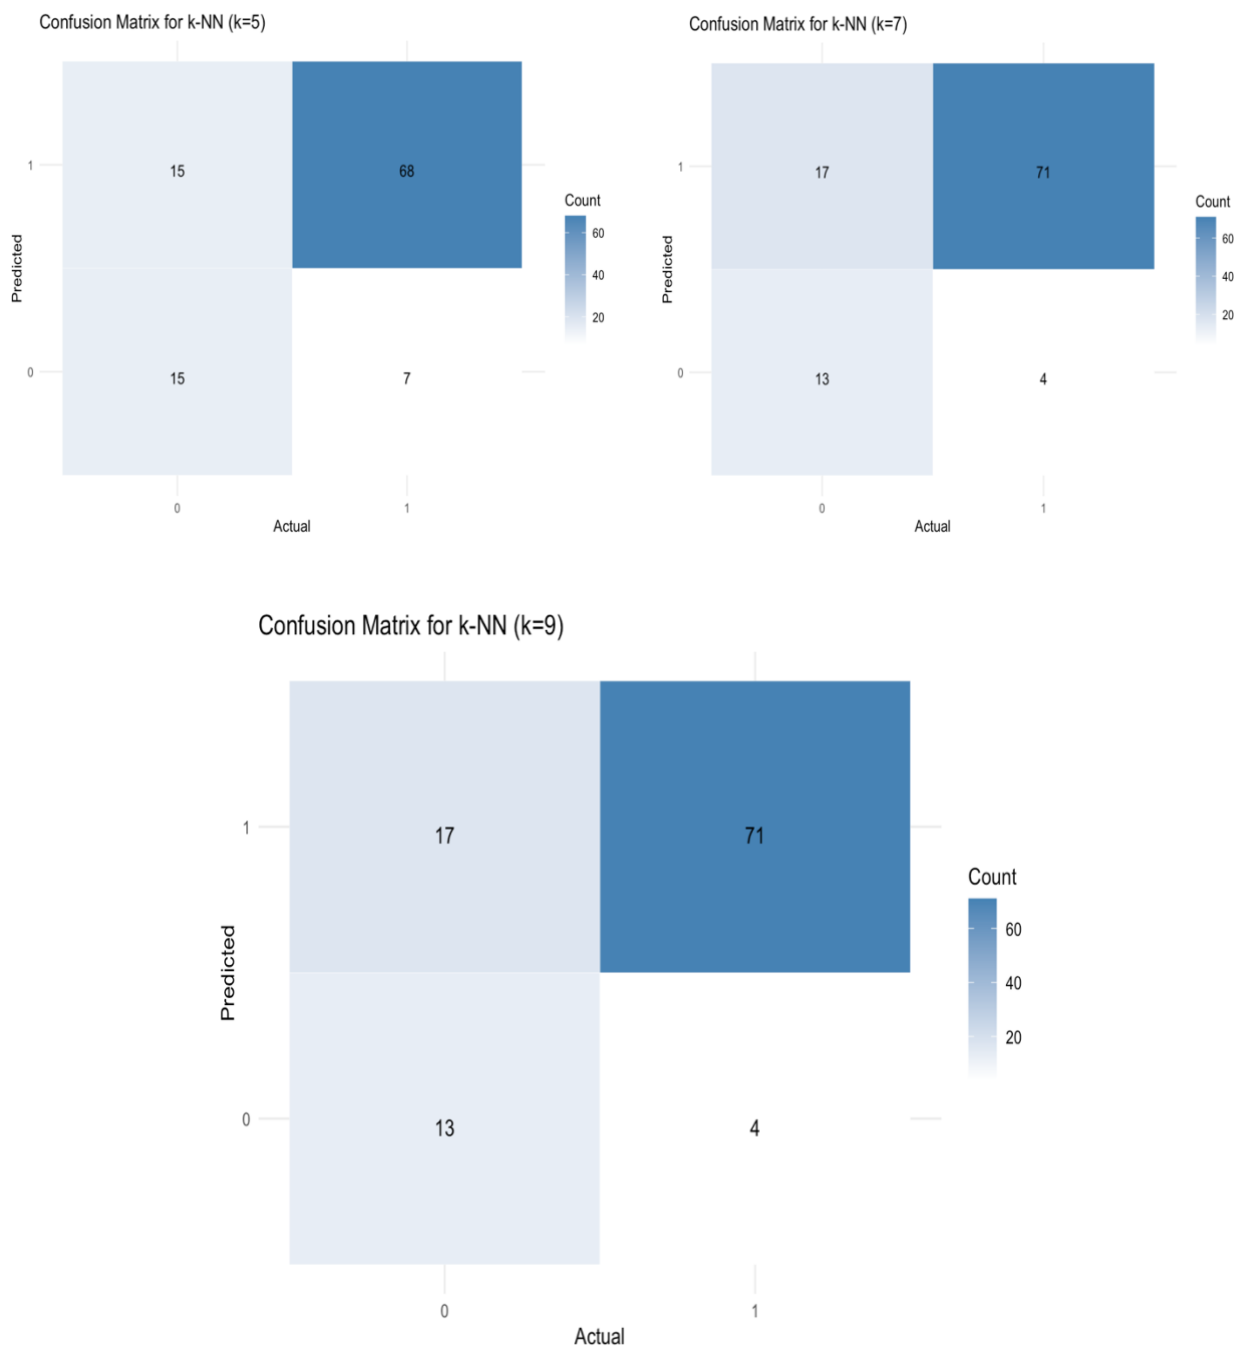 Confusion Matrix for k-NN (k=5)
1
15
68
Count
60
40
20
Predicted
0
15
7
0
1
Actual
Confusion Matrix for k-NN (k=7)
1
17
71
Count
60
40
20
Predicted
0
13
4
0
1
Actual
Confusion Matrix for k-NN (k=9)
1
17
71
Count
60
40
20
Predicted
0
13
4
0
1
Actual